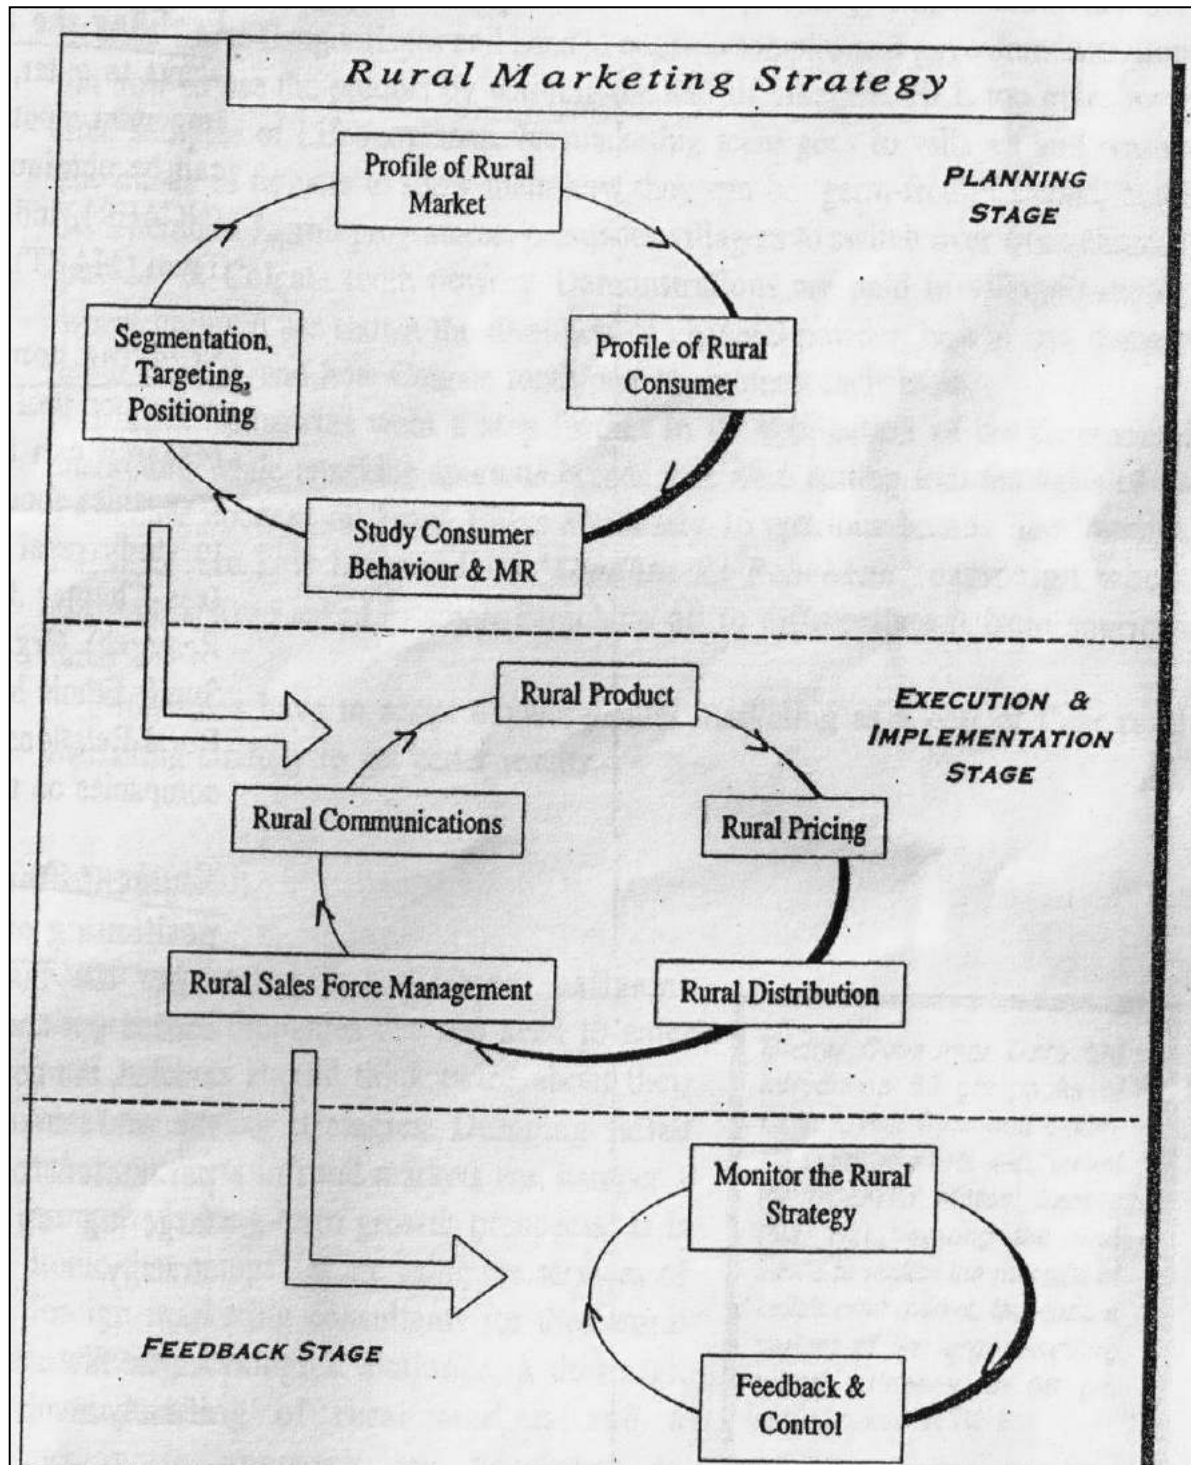 Rural Marketing Strategy
Profile of Rural
Market
PLANNING
STAGE
Segmentation,
Targeting,
Positioning
Profile of Rural
Consumer
Study Consumer
Behaviour & MR
Rural Product
EXECUTION &
IMPLEMENTATION
STAGE
Rural Communications
Rural Pricing
Rural Sales Force Management
Rural Distribution
Monitor the Rural
Strategy
FEEDBACK STAGE
Feedback &
Control